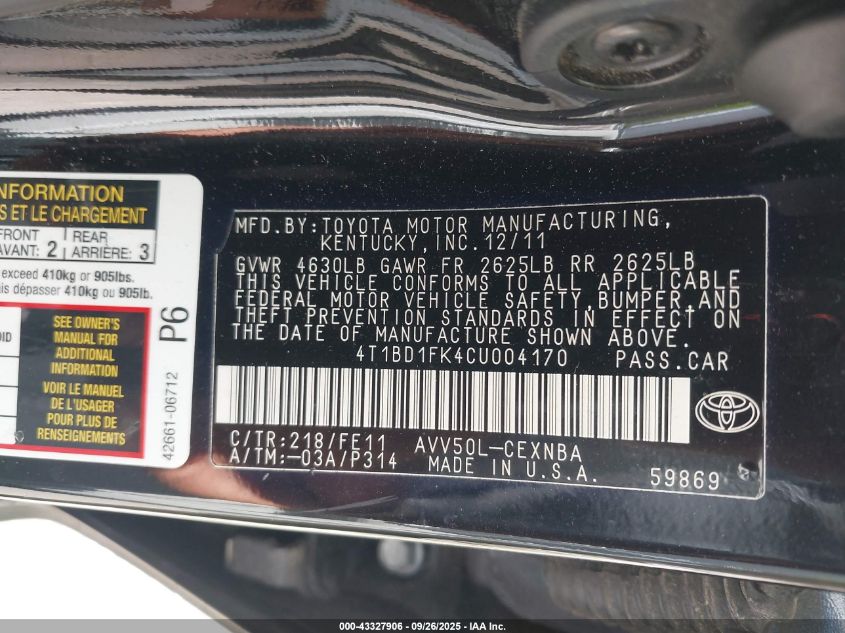 NFORMATION
S ET LE CHARGEMENT
FRONT
AVANT: 2
REAR
ARRIÈRE: 3
exceed 410kg or 905lbs.
is dépasser 410kg ou 905lb.
OID
SEE OWNER'S
MANUAL FOR
ADDITIONAL
INFORMATION
VOIR LE MANUEL
DE L'USAGER
POUR PLUS DE
RENSEIGNEMENTS
P6
42661-06712
MFD.BY:TOYOTA MOTOR MANUFACTURING,
KENTUCKY,INC.12/11
GVWR 4630LB GAWR FR 2625LB RR 2625LB
THIS VEHICLE CONFORMS TO ALL APPLICABLE
FEDERAL MOTOR VEHICLE SAFETY,BUMPER,AND
THEFT PREVENTION STANDARDS IN EFFECT ON
THE DATE OF MANUFACTURE SHOWN ABOVE.
4T1BD1FK4CU004170 PASS.CAR
C/TR:218/FE11 AVV50L-CEXNBA
A/TM:-03A/P314 MADE IN U.S.A. 59869
000-43327906 - 09/26/2025 - IAA Inc.